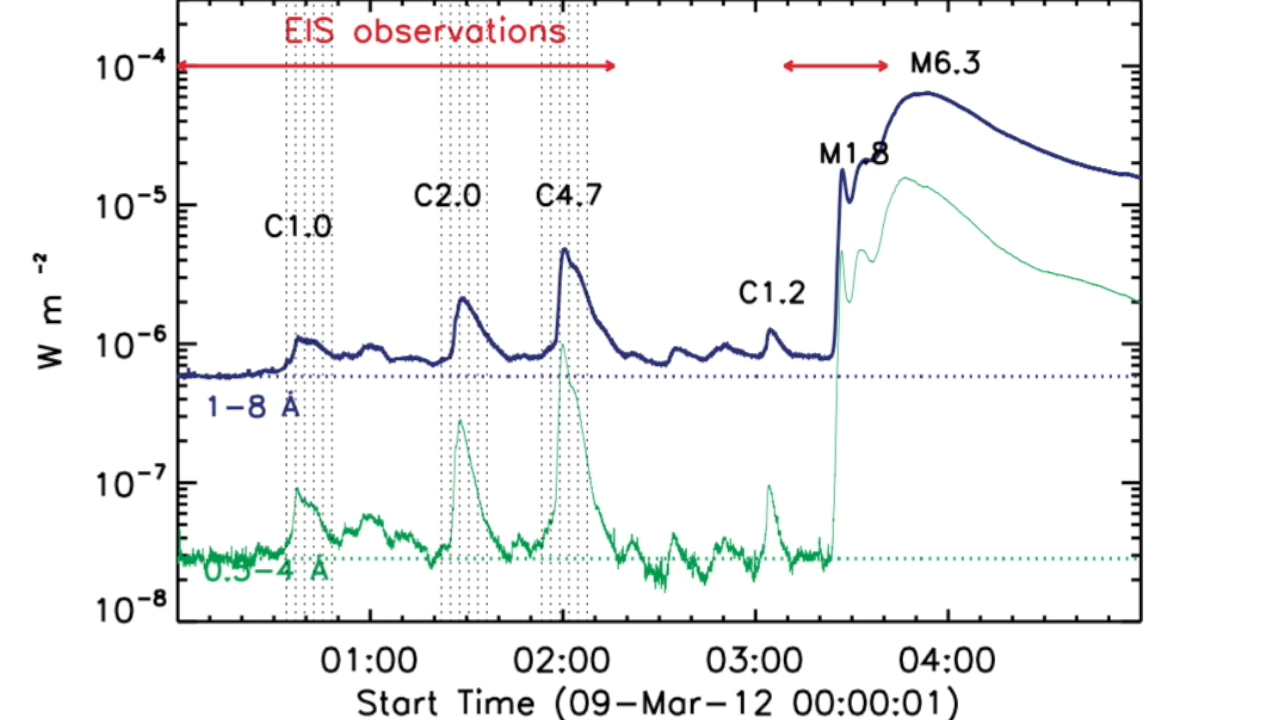 EIS observations
10⁻⁴
M6.3
M1.8
10⁻⁵
C2.0
C4.7
C1.0
C1.2
W m⁻²
10⁻⁶
1−8 Å
10⁻⁷
0.5−4 Å
10⁻⁸
01:00 02:00 03:00 04:00
Start Time (09−Mar−12 00:00:01)